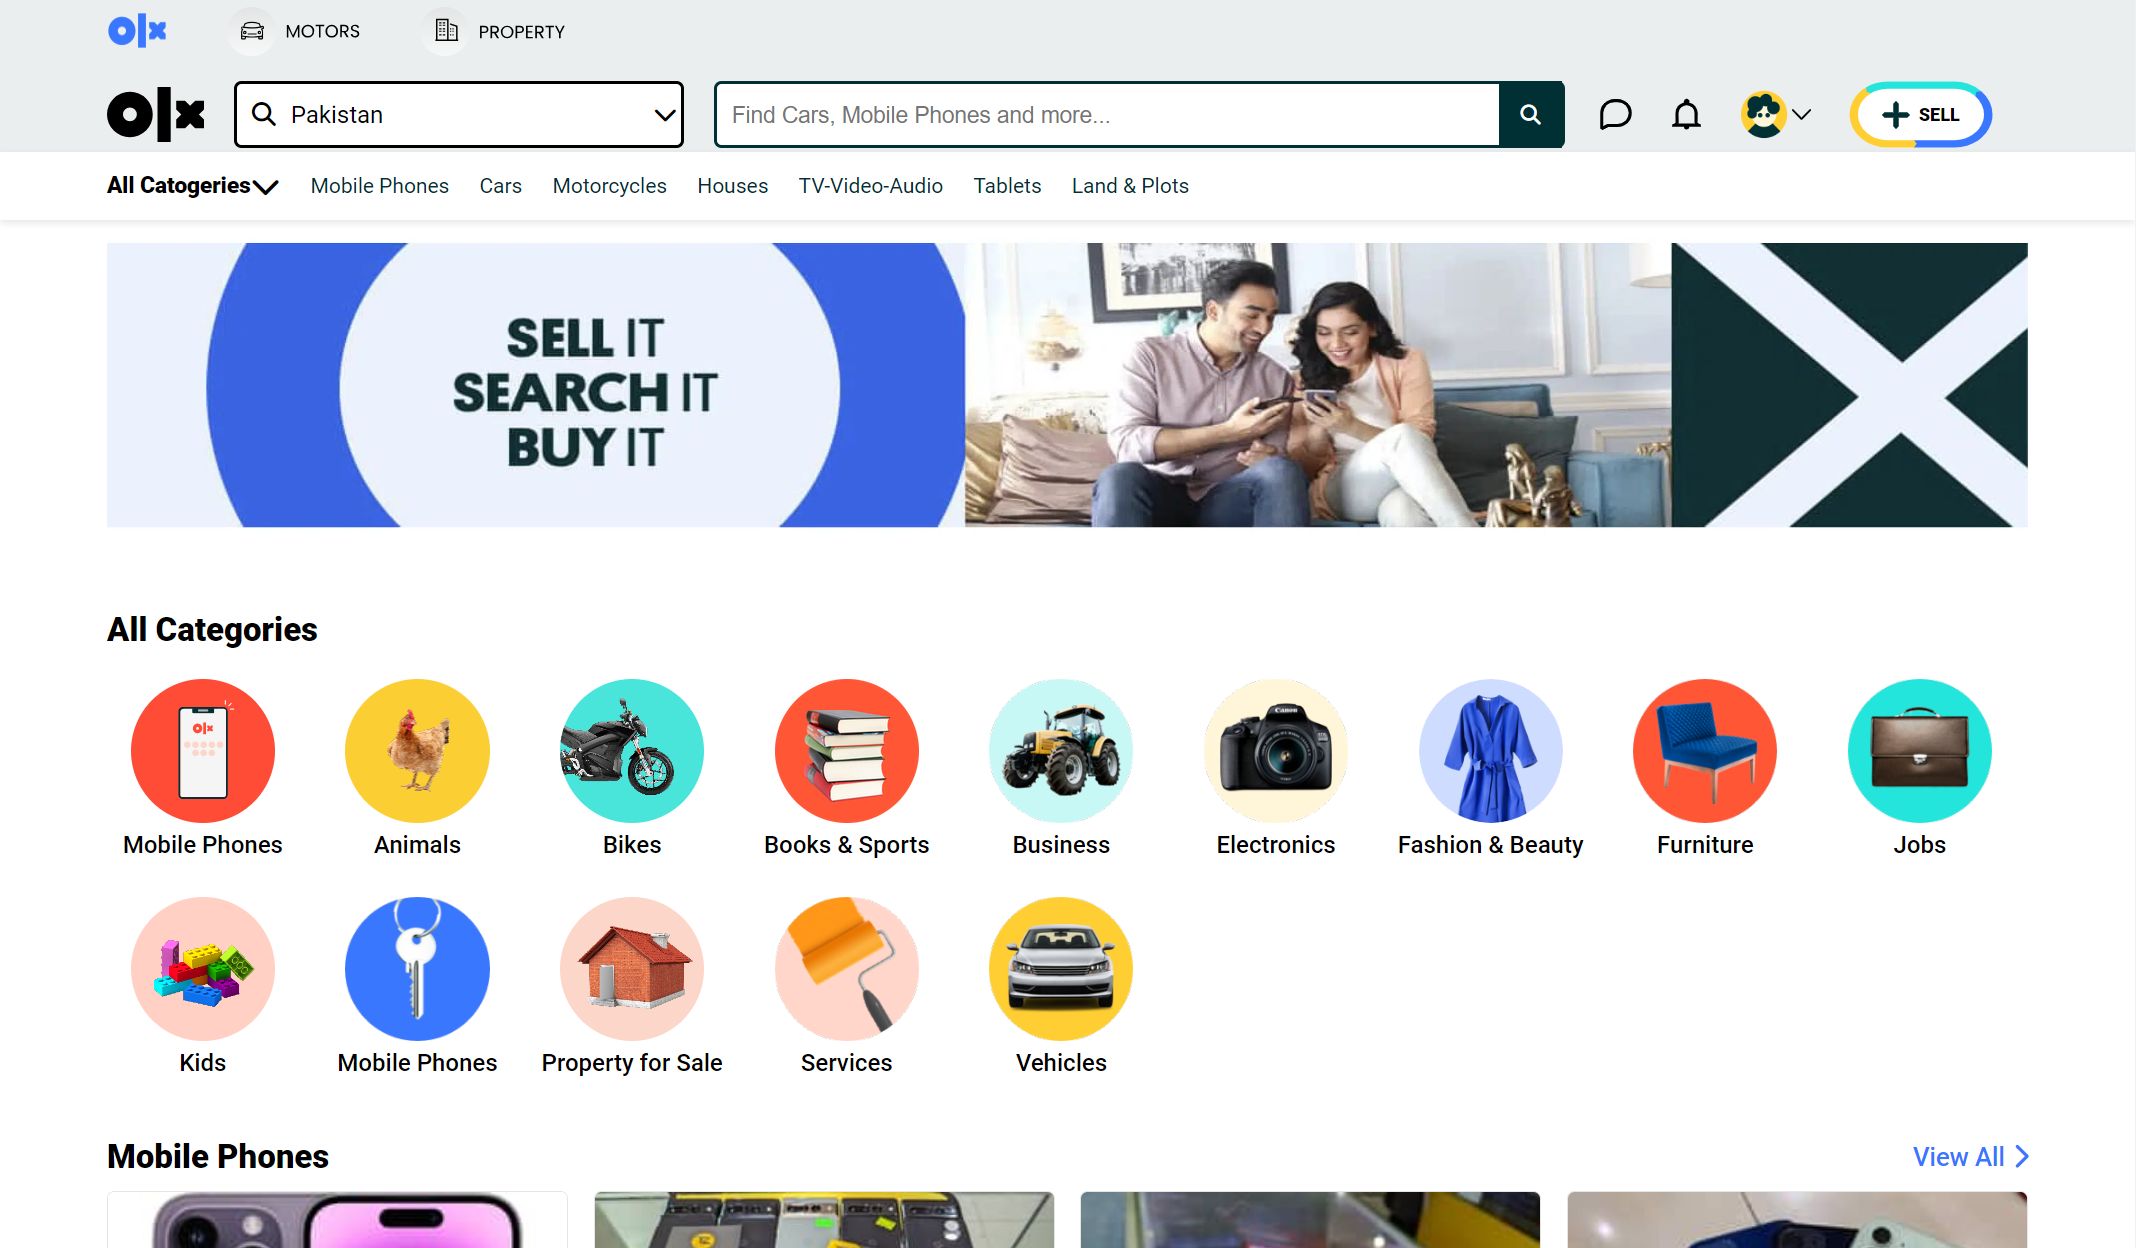 olx
MOTORS
PROPERTY
olx
Pakistan
Find Cars, Mobile Phones and more...
SELL
All Catogeries
Mobile Phones
Cars
Motorcycles
Houses
TV-Video-Audio
Tablets
Land & Plots
SELL IT
SEARCH IT
BUY IT
All Categories
olx
Canon
Mobile Phones
Animals
Bikes
Books & Sports
Business
Electronics
Fashion & Beauty
Furniture
Jobs
Kids
Mobile Phones
Property for Sale
Services
Vehicles
Mobile Phones
View All